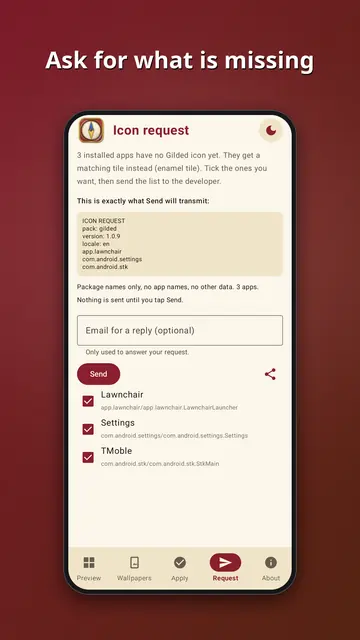 Ask for what is missing
Icon request
3 installed apps have no Gilded icon yet. They get a
matching tile instead (enamel tile). Tick the ones you
want, then send the list to the developer.
This is exactly what Send will transmit:
ICON REQUEST
pack: gilded
version: 1.0.9
locale: en
app.lawnchair
com.android.settings
com.android.stk
Package names only, no app names, no other data. 3 apps.
Nothing is sent until you tap Send.
Email for a reply (optional)
Only used to answer your request.
Send
Lawnchair
app.lawnchair/app.lawnchair.LawnchairLauncher
Settings
com.android.settings/com.android.settings.Settings
TMoble
com.android.stk/com.android.stk.StkMain
Preview
Wallpapers
Apply
Request
About